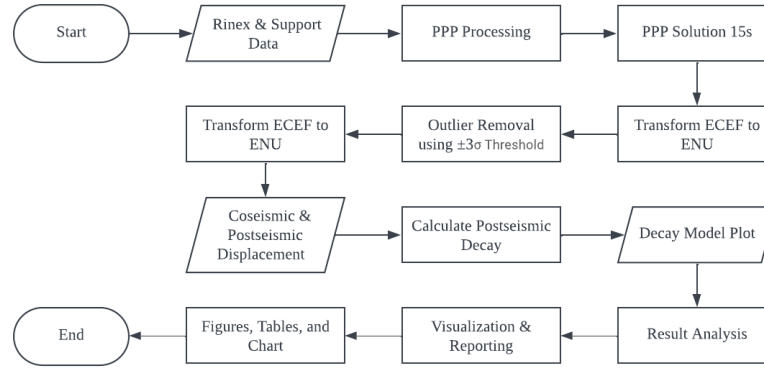 Start
Rinex & Support
Data
PPP Processing
PPP Solution 15s
Transform ECEF to
ENU
Outlier Removal
using ±3σ Threshold
Transform ECEF to
ENU
Coseismic &
Postseismic
Displacement
Calculate Postseismic
Decay
Decay Model Plot
Result Analysis
Visualization &
Reporting
Figures, Tables, and
Chart
End